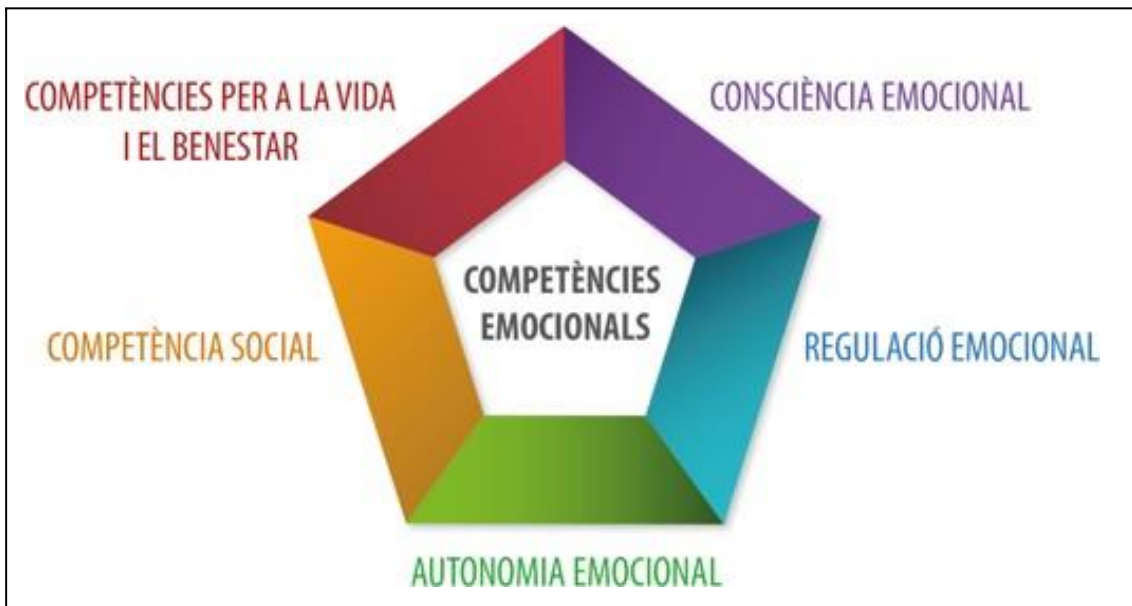 COMPETÈNCIES PER A LA VIDA
I EL BENESTAR
CONSCIÈNCIA EMOCIONAL
COMPETÈNCIES
EMOCIONALS
COMPETÈNCIA SOCIAL
REGULACIÓ EMOCIONAL
AUTONOMIA EMOCIONAL